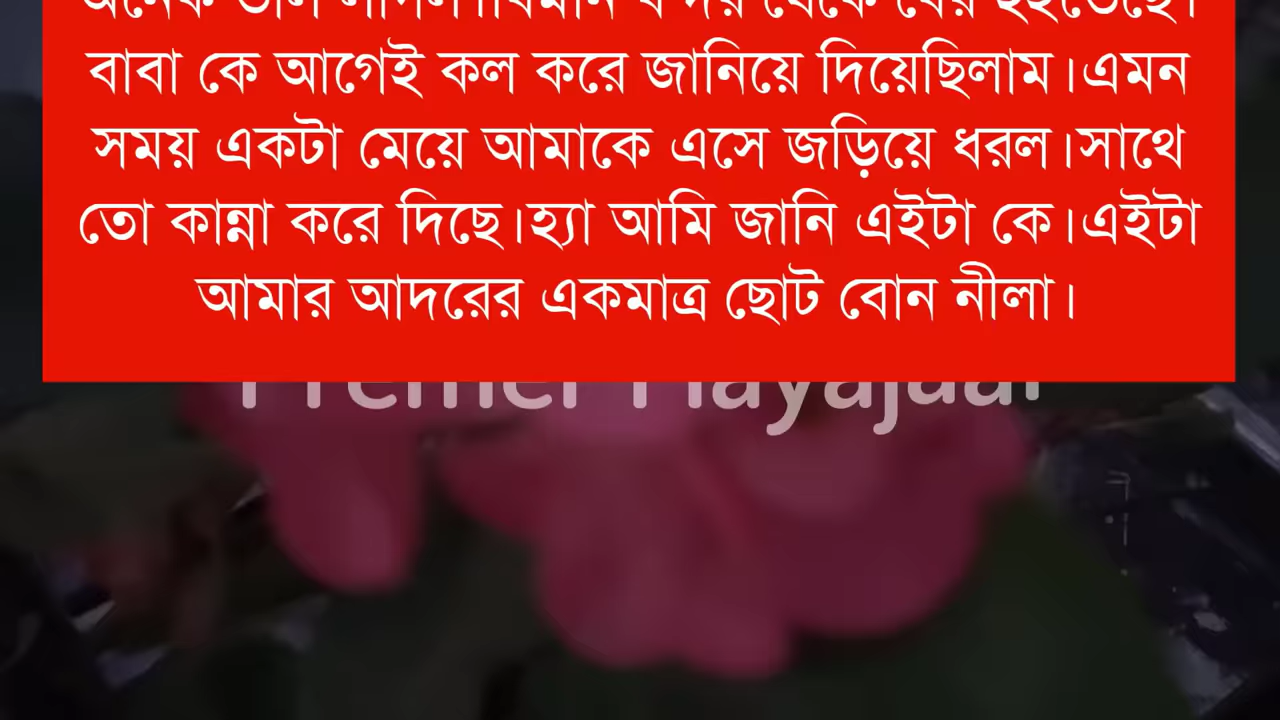 বাবা কে আগেই কল করে জানিয়ে দিয়েছিলাম।এমন
সময় একটা মেয়ে আমাকে এসে জড়িয়ে ধরল।সাথে
তো কান্না করে দিছে।হ্যা আমি জানি এইটা কে।এইটা
আমার আদরের একমাত্র ছোট বোন নীলা।